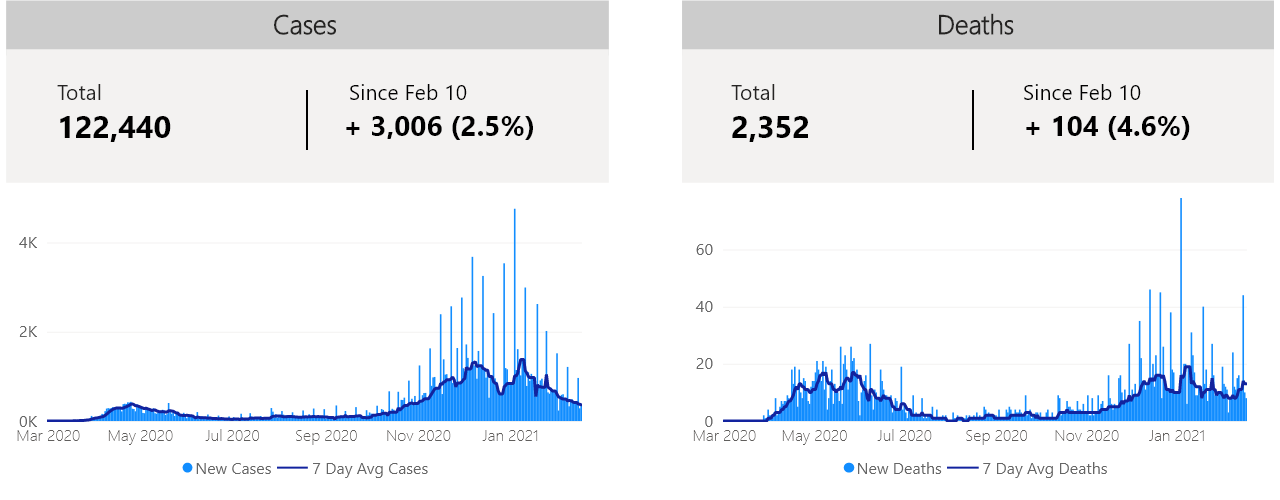 Cases
Total
Since Feb 10
122,440
+ 3,006 (2.5%)
4K
2K
0K
Mar 2020
May 2020
Jul 2020
Sep 2020
Nov 2020
Jan 2021
New Cases
7 Day Avg Cases
Deaths
Total
Since Feb 10
2,352
+ 104 (4.6%)
60
40
20
0
Mar 2020
May 2020
Jul 2020
Sep 2020
Nov 2020
Jan 2021
New Deaths
7 Day Avg Deaths